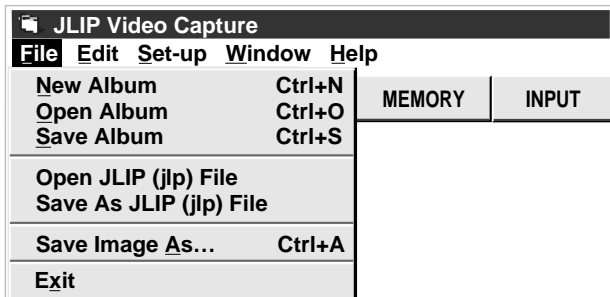 JLIP Video Capture
File Edit Set-up Window Help
New Album Ctrl+N
Open Album Ctrl+O
Save Album Ctrl+S
MEMORY INPUT
Open JLIP (jlp) File
Save As JLIP (jlp) File
Save Image As... Ctrl+A
Exit